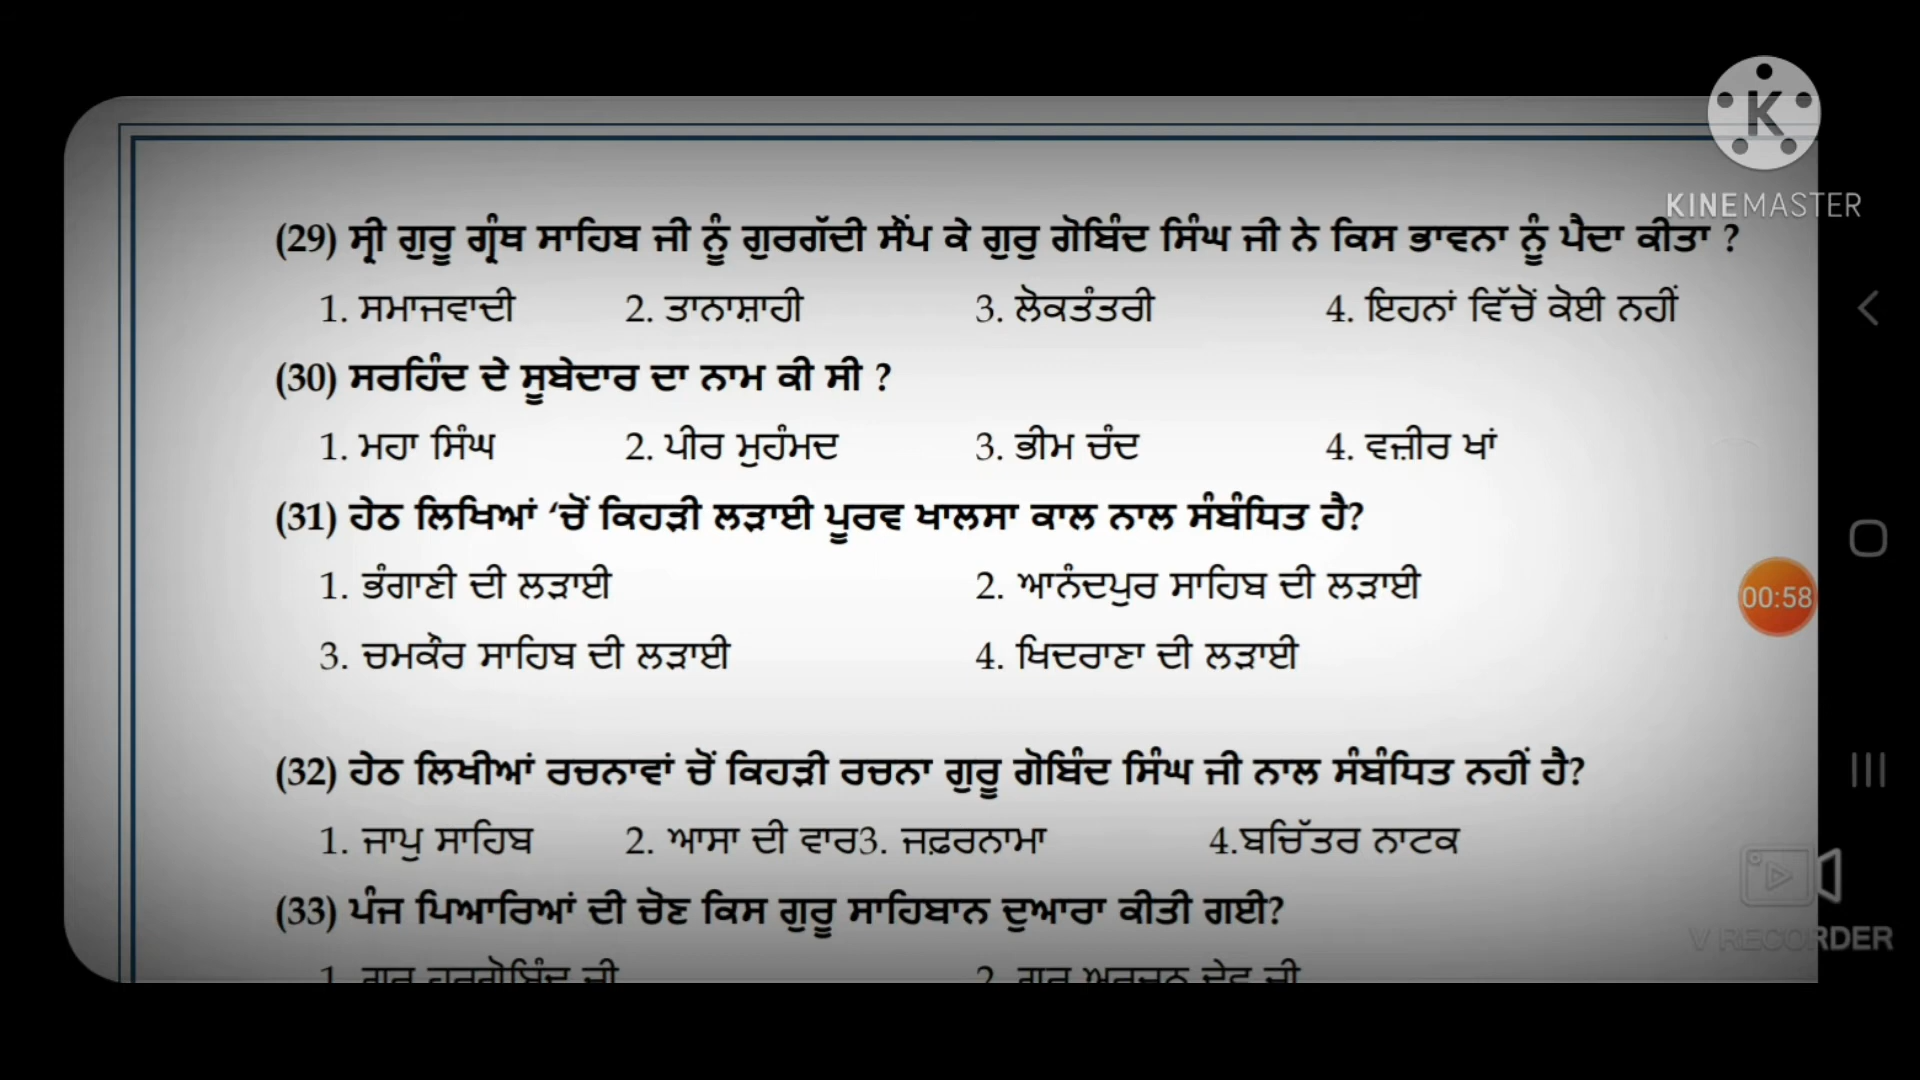 KINEMASTER
(29) ਸ੍ਰੀ ਗੁਰੂ ਗ੍ਰੰਥ ਸਾਹਿਬ ਜੀ ਨੂੰ ਗੁਰਗੱਦੀ ਸੌਂਪ ਕੇ ਗੁਰੁ ਗੋਬਿੰਦ ਸਿੰਘ ਜੀ ਨੇ ਕਿਸ ਭਾਵਨਾ ਨੂੰ ਪੈਦਾ ਕੀਤਾ ?
1. ਸਮਾਜਵਾਦੀ 2. ਤਾਨਾਸ਼ਾਹੀ 3. ਲੋਕਤੰਤਰੀ 4. ਇਹਨਾਂ ਵਿੱਚੋਂ ਕੋਈ ਨਹੀਂ
(30) ਸਰਹਿੰਦ ਦੇ ਸੂਬੇਦਾਰ ਦਾ ਨਾਮ ਕੀ ਸੀ ?
1. ਮਹਾ ਸਿੰਘ 2. ਪੀਰ ਮੁਹੰਮਦ 3. ਭੀਮ ਚੰਦ 4. ਵਜ਼ੀਰ ਖਾਂ
(31) ਹੇਠ ਲਿਖਿਆਂ ‘ਚੋਂ ਕਿਹੜੀ ਲੜਾਈ ਪੂਰਵ ਖਾਲਸਾ ਕਾਲ ਨਾਲ ਸੰਬੰਧਿਤ ਹੈ?
1. ਭੰਗਾਣੀ ਦੀ ਲੜਾਈ 2. ਆਨੰਦਪੁਰ ਸਾਹਿਬ ਦੀ ਲੜਾਈ
00:58
3. ਚਮਕੌਰ ਸਾਹਿਬ ਦੀ ਲੜਾਈ 4. ਖਿਦਰਾਣਾ ਦੀ ਲੜਾਈ
(32) ਹੇਠ ਲਿਖੀਆਂ ਰਚਨਾਵਾਂ ਚੋਂ ਕਿਹੜੀ ਰਚਨਾ ਗੁਰੂ ਗੋਬਿੰਦ ਸਿੰਘ ਜੀ ਨਾਲ ਸੰਬੰਧਿਤ ਨਹੀਂ ਹੈ?
1. ਜਾਪੁ ਸਾਹਿਬ 2. ਆਸਾ ਦੀ ਵਾਰ3. ਜਫ਼ਰਨਾਮਾ 4.ਬਚਿੱਤਰ ਨਾਟਕ
(33) ਪੰਜ ਪਿਆਰਿਆਂ ਦੀ ਚੋਣ ਕਿਸ ਗੁਰੂ ਸਾਹਿਬਾਨ ਦੁਆਰਾ ਕੀਤੀ ਗਈ?
V RECORDER